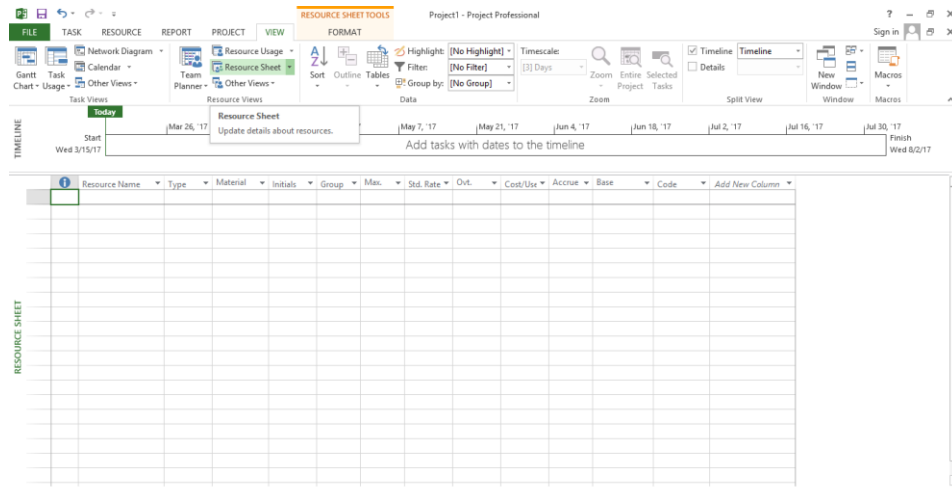 RESOURCE SHEET TOOLS
Project1 - Project Professional
FILE TASK RESOURCE REPORT PROJECT VIEW FORMAT Sign in
Network Diagram Resource Usage Highlight: [No Highlight] Timescale: Timeline Timeline
Calendar Resource Sheet Filter: [No Filter] [3] Days Details
Other Views Other Views Group by: [No Group]
Gantt Chart Task Usage Team Planner Sort Outline Tables Zoom Entire Project Selected Tasks New Window Macros
Task Views Resource Views Data Zoom Split View Window Macros
Resource Sheet
Update details about resources.
Today
Mar 26, '17 May 7, '17 May 21, '17 Jun 4, '17 Jun 18, '17 Jul 2, '17 Jul 16, '17 Jul 30, '17
TIMELINE
Start
Wed 3/15/17
Add tasks with dates to the timeline
Finish
Wed 8/2/17
Resource Name Type Material Initials Group Max. Std. Rate Ovt. Cost/Use Accrue Base Code Add New Column
RESOURCE SHEET